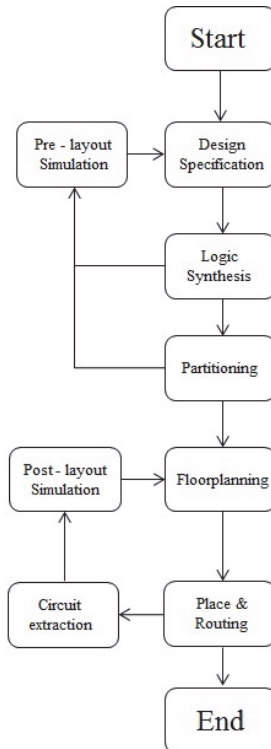 Start
Pre - layout
Simulation
Design
Specification
Logic
Synthesis
Partitioning
Post - layout
Simulation
Floorplanning
Circuit
extraction
Place &
Routing
End